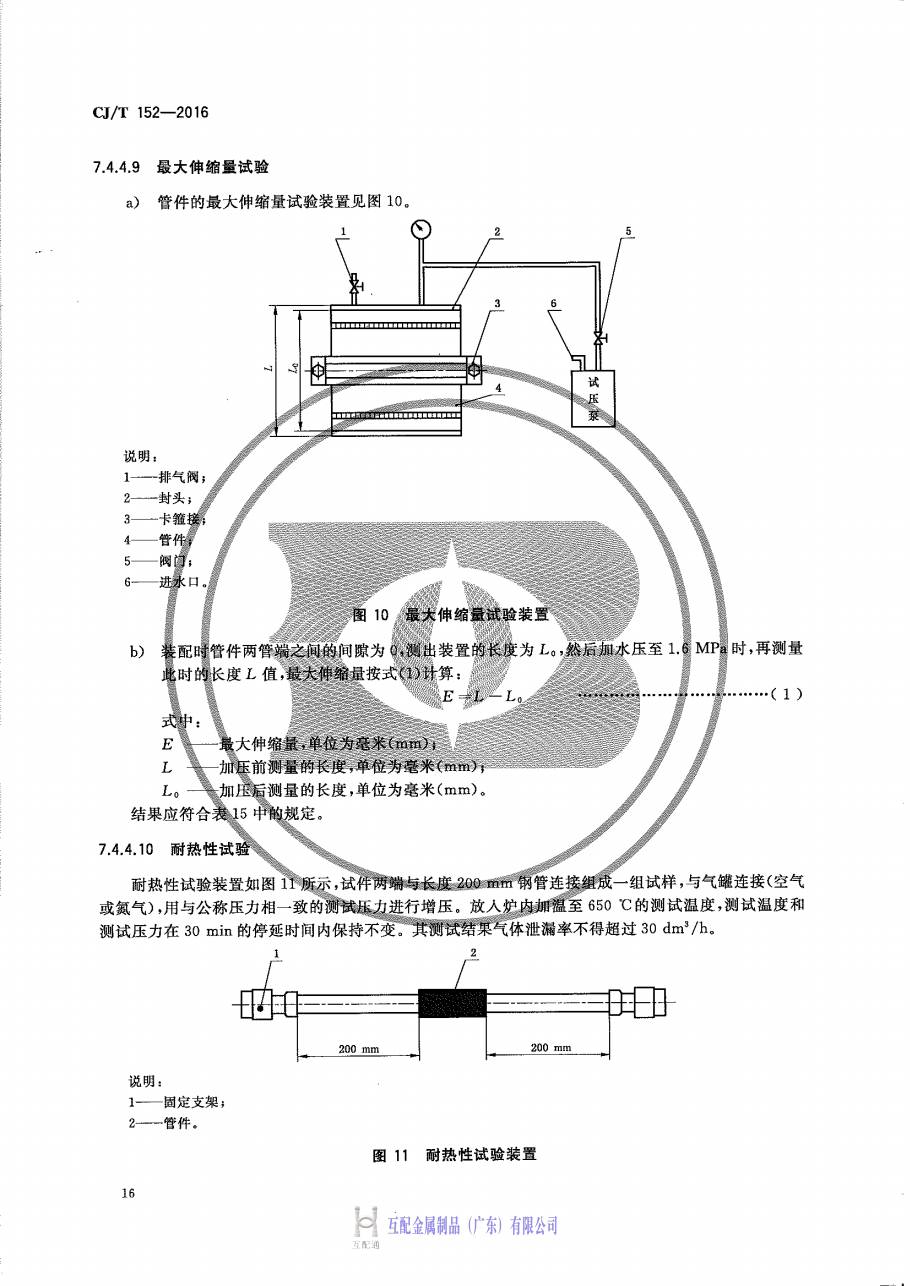 CJ/T 152—2016
7.4.4.9 最大伸缩量试验
a) 管件的最大伸缩量试验装置见图 10。
1
2
5
3
6
L
L0
4
试
压
泵
说明：
1——排气阀；
2——封头；
3——卡箍接；
4——管件；
5——阀门；
6——进水口。
图 10 最大伸缩量试验装置
b) 装配时管件两管端之间的间隙为 0,测出装置的长度为 L₀,然后加水压至 1.6 MPa 时,再测量
此时的长度 L 值,最大伸缩量按式(1)计算：
E = L － L₀ ……………………………( 1 )
式中：
E ——最大伸缩量,单位为毫米(mm)；
L ——加压前测量的长度,单位为毫米(mm)；
L₀ ——加压后测量的长度,单位为毫米(mm)。
结果应符合表 15 中的规定。
7.4.4.10 耐热性试验
耐热性试验装置如图 11 所示,试件两端与长度 200 mm 钢管连接组成一组试样,与气罐连接(空气
或氮气),用与公称压力相一致的测试压力进行增压。放入炉内加温至 650 ℃的测试温度,测试温度和
测试压力在 30 min 的停延时间内保持不变。其测试结果气体泄漏率不得超过 30 dm³/h。
1
2
200 mm
200 mm
说明：
1——固定支架；
2——管件。
图 11 耐热性试验装置
16
互配金属制品（广东）有限公司
互配通